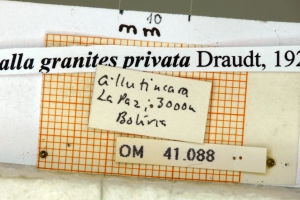 10
mm
alla granites privata Draudt, 192
Cillutincara
La Paz, 3000m
Bolivia
OM 41.088